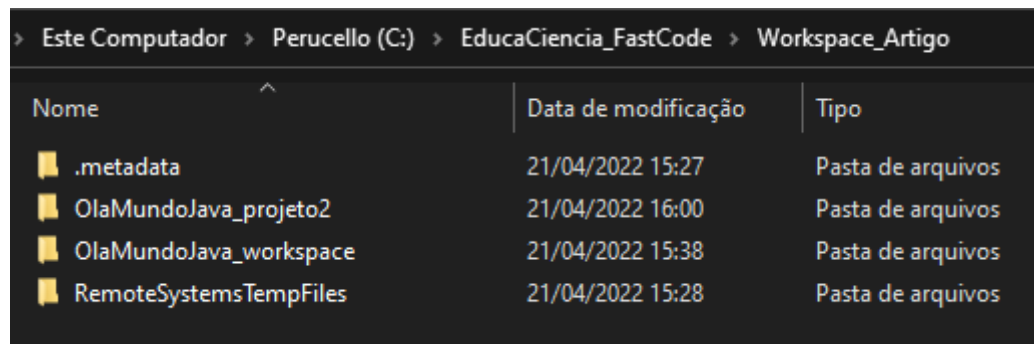 › Este Computador › Perucello (C:) › EducaCiencia_FastCode › Workspace_Artigo
Nome Data de modificação Tipo
.metadata 21/04/2022 15:27 Pasta de arquivos
OlaMundoJava_projeto2 21/04/2022 16:00 Pasta de arquivos
OlaMundoJava_workspace 21/04/2022 15:38 Pasta de arquivos
RemoteSystemsTempFiles 21/04/2022 15:28 Pasta de arquivos